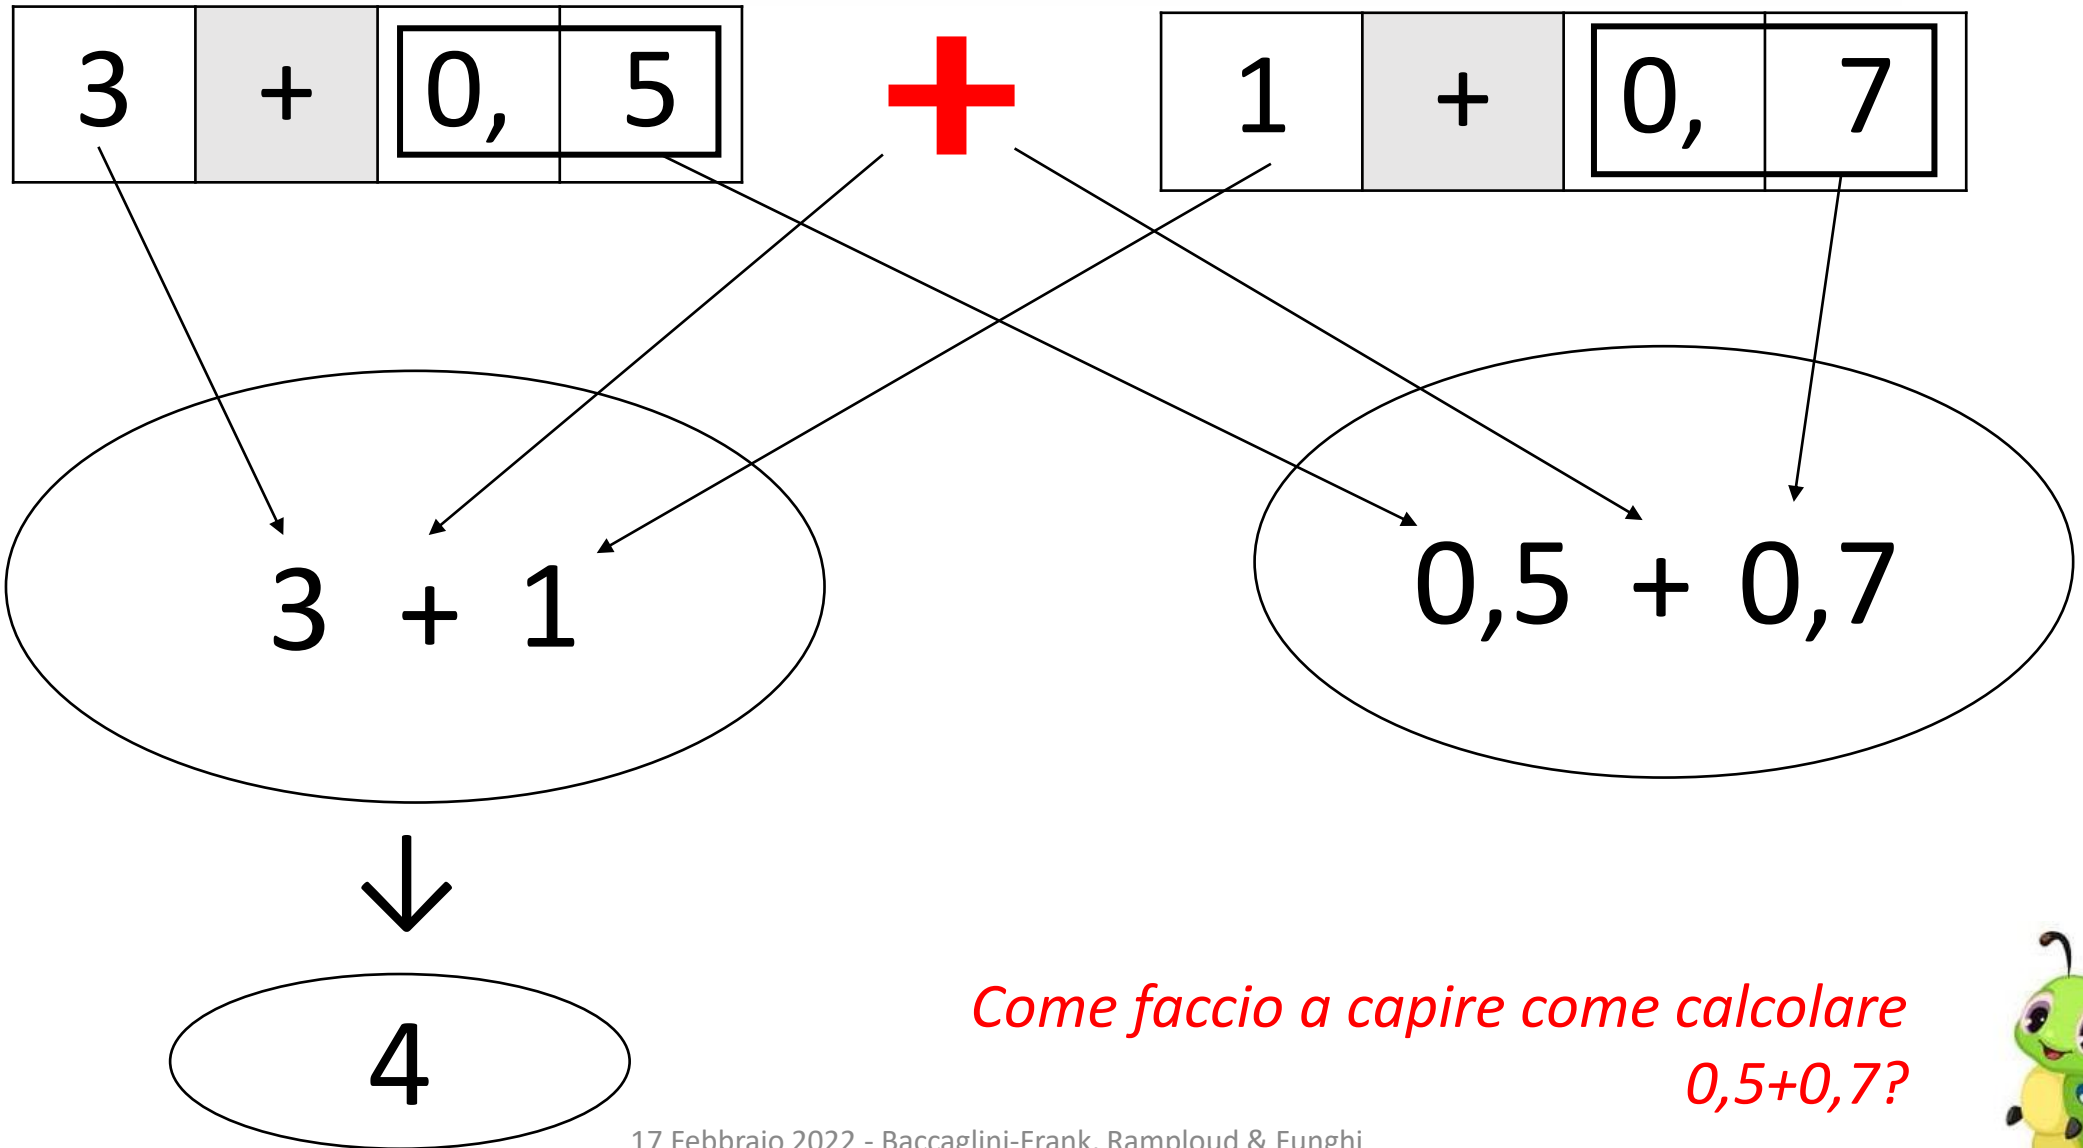 3 + 0, 5 + 1 + 0, 7
3 + 1
0,5 + 0,7
4
Come faccio a capire come calcolare
0,5+0,7?
17 Febbraio 2022 - Baccaglini-Frank, Ramploud & Funghi